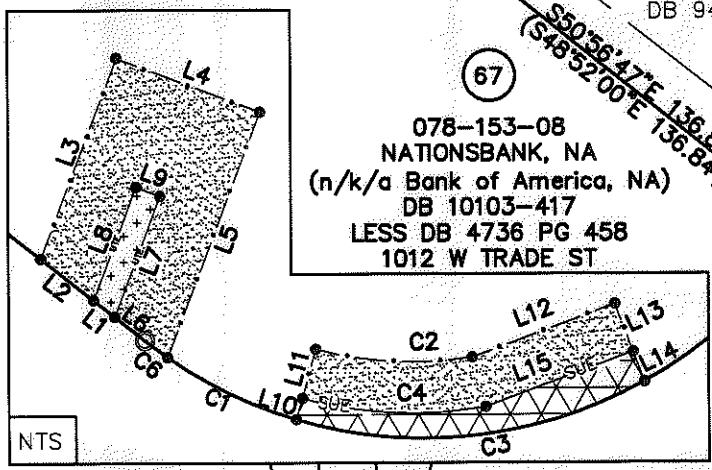 DB 94
S50°56'47"E 136.8
(S48°52'00"E 136.84'
67
078-153-08
NATIONSBANK, NA
(n/k/a Bank of America, NA)
DB 10103-417
LESS DB 4736 PG 458
1012 W TRADE ST
L4
L3
L9
L8
L7
L5
L2
L1
L6
C6
C1
L12
L13
C2
L11
L15
C4
L14
SUE
SUE
L10
C3
NTS